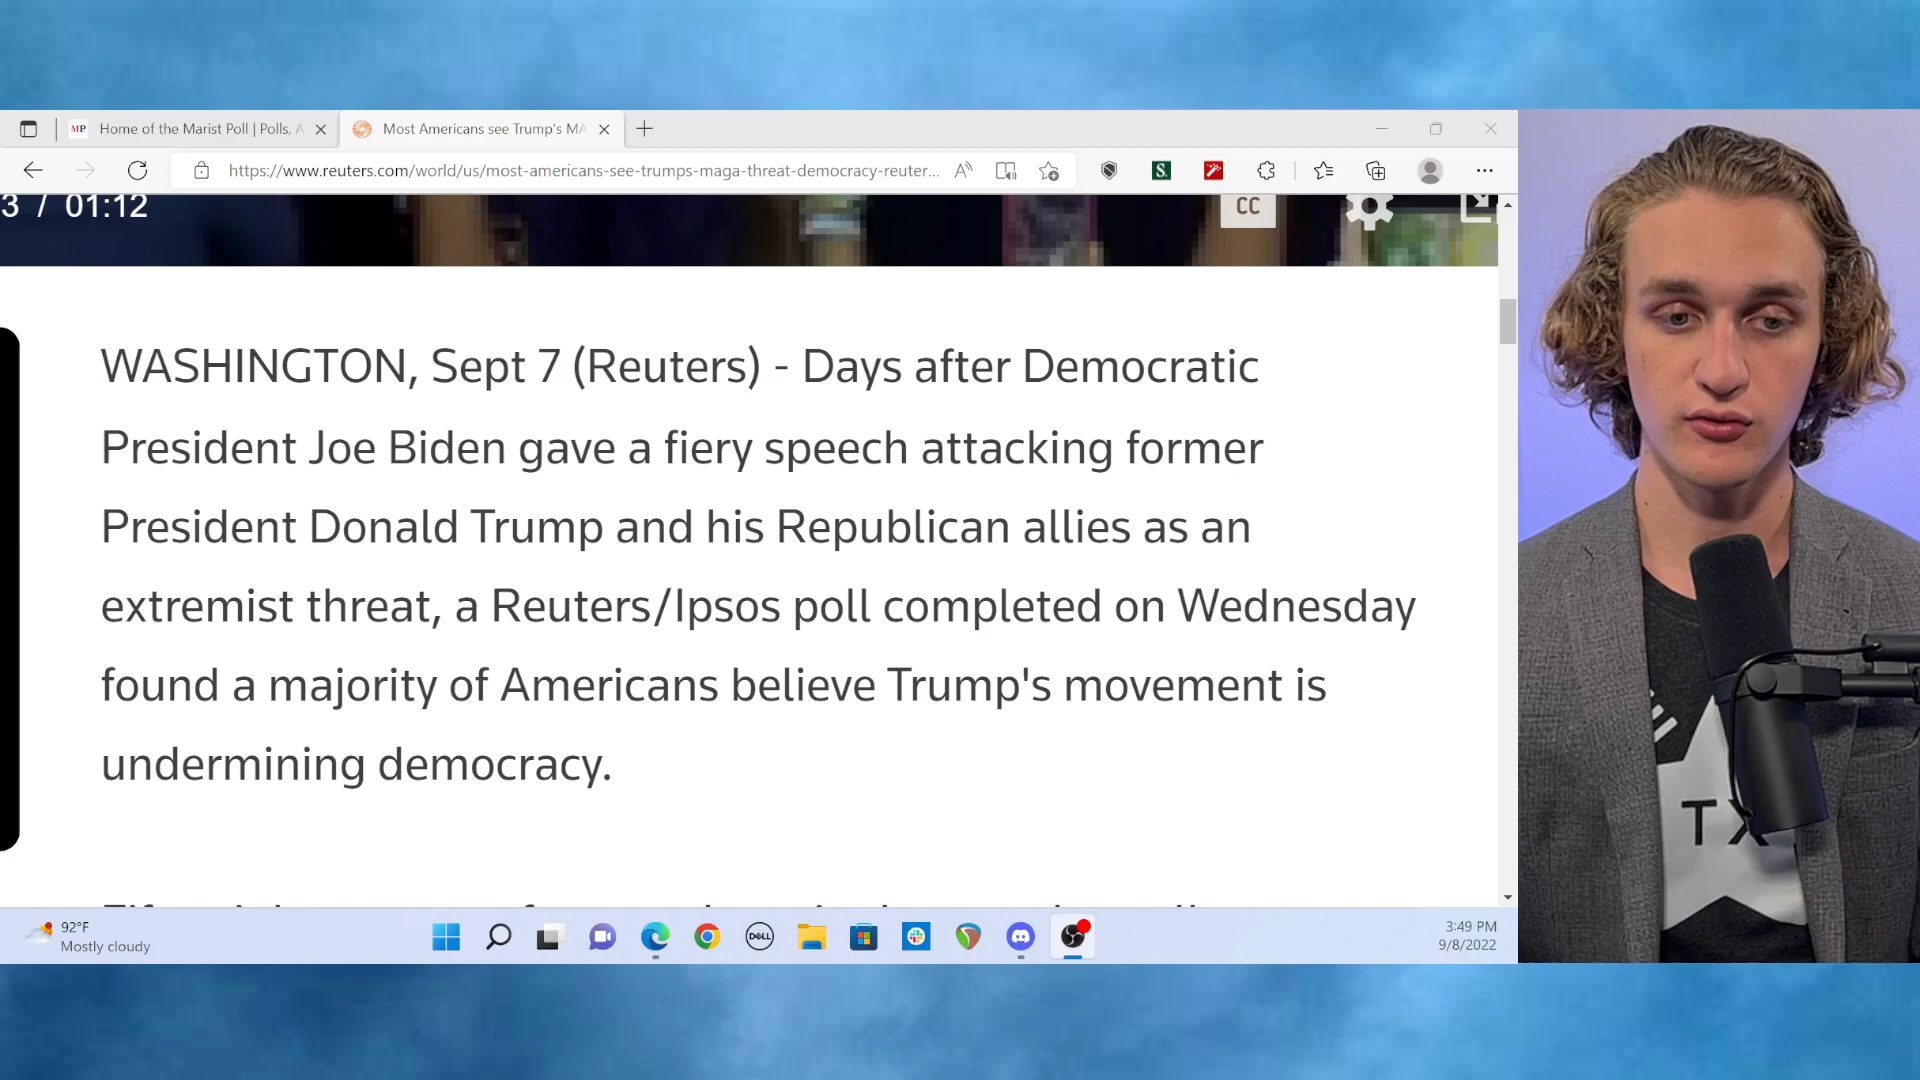 MP Home of the Marist Poll | Polls, A
Most Americans see Trump's MA
https://www.reuters.com/world/us/most-americans-see-trumps-maga-threat-democracy-reuter...
3 / 01:12
CC
WASHINGTON, Sept 7 (Reuters) - Days after Democratic
President Joe Biden gave a fiery speech attacking former
President Donald Trump and his Republican allies as an
extremist threat, a Reuters/Ipsos poll completed on Wednesday
found a majority of Americans believe Trump's movement is
undermining democracy.
TX
92°F
Mostly cloudy
DELL
3:49 PM
9/8/2022